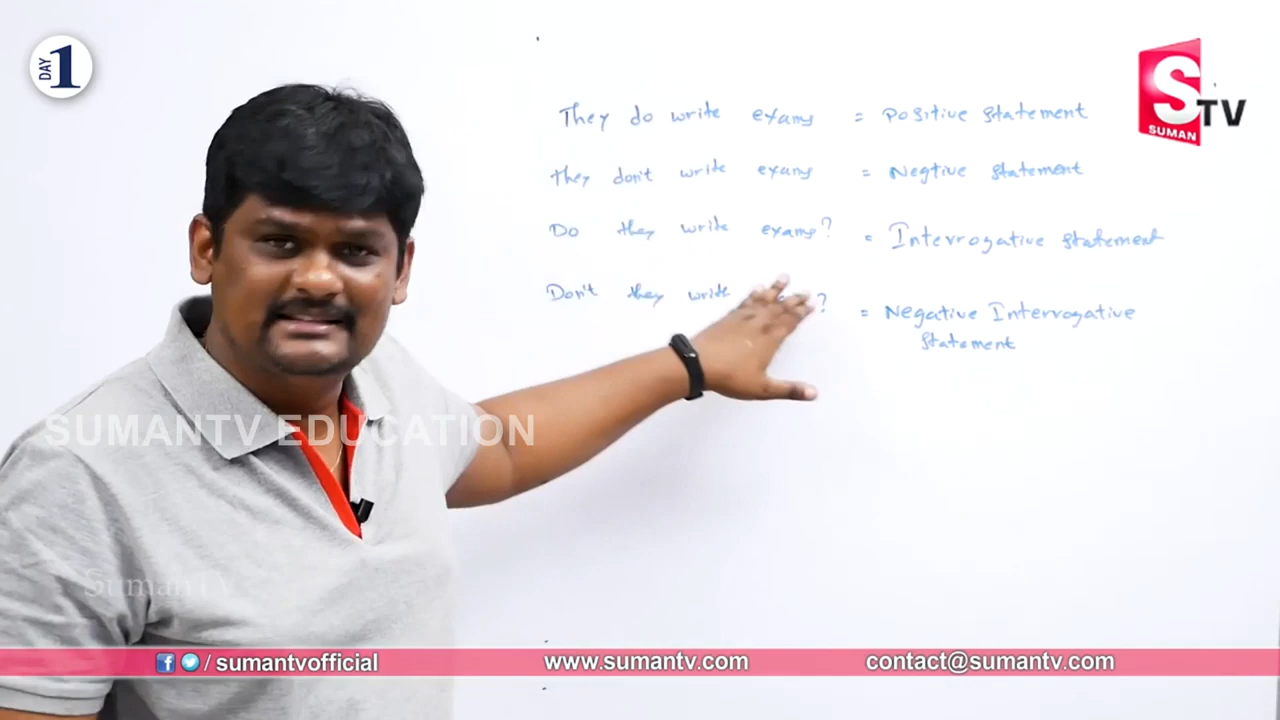 DAY 1
S TV
SUMAN
They do write exams = Positive statement
they don't write exams = Negtive statement
Do they write exams? = Interrogative statement
Don't they write ? = Negative Interrogative
statement
SUMANTV EDUCATION
SumanTV
/ sumantvofficial www.sumantv.com contact@sumantv.com